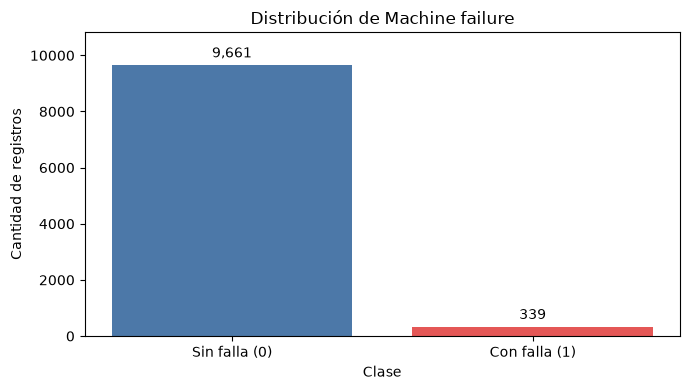 Distribución de Machine failure
Cantidad de registros
10000
8000
6000
4000
2000
0
9,661
339
Sin falla (0)
Con falla (1)
Clase